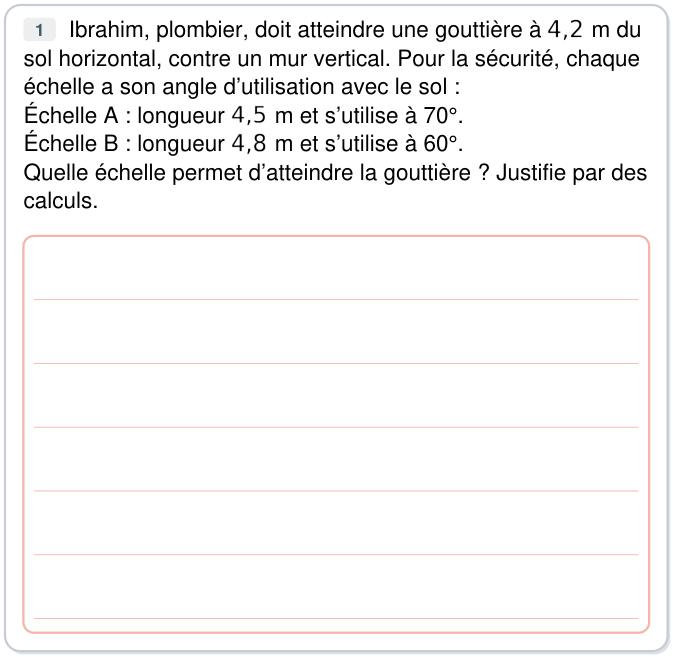 1 Ibrahim, plombier, doit atteindre une gouttière à 4,2 m du
sol horizontal, contre un mur vertical. Pour la sécurité, chaque
échelle a son angle d’utilisation avec le sol :
Échelle A : longueur 4,5 m et s’utilise à 70°.
Échelle B : longueur 4,8 m et s’utilise à 60°.
Quelle échelle permet d’atteindre la gouttière ? Justifie par des
calculs.